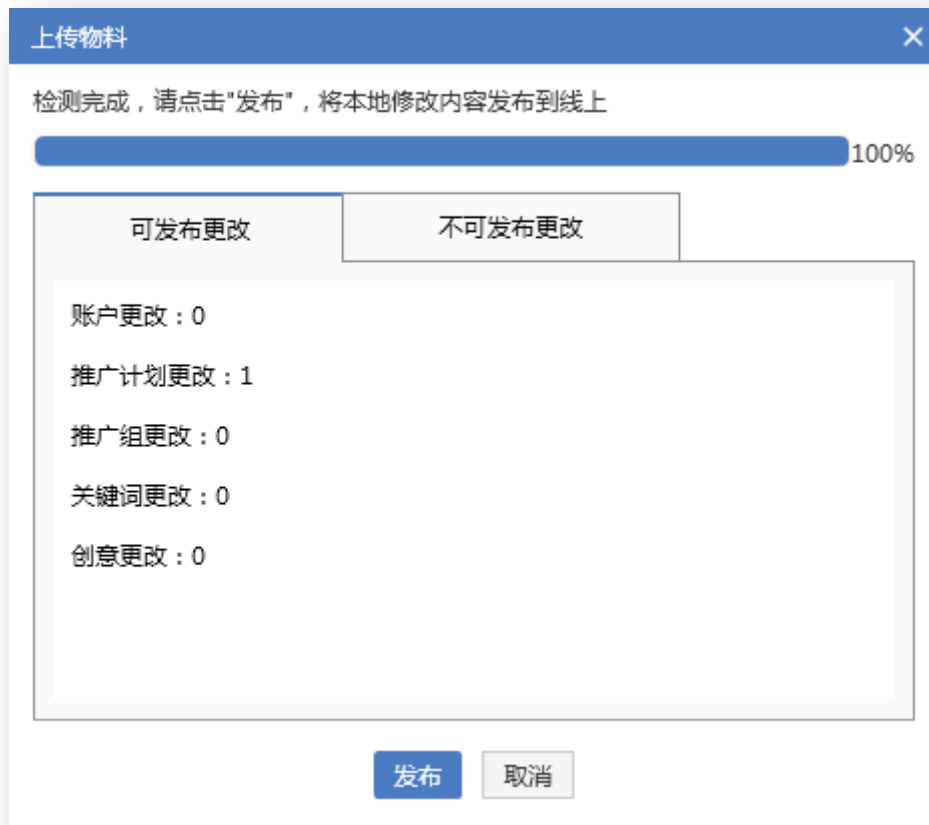 上传物料
检测完成，请点击"发布"，将本地修改内容发布到线上
100%
可发布更改
不可发布更改
账户更改：0
推广计划更改：1
推广组更改：0
关键词更改：0
创意更改：0
发布
取消